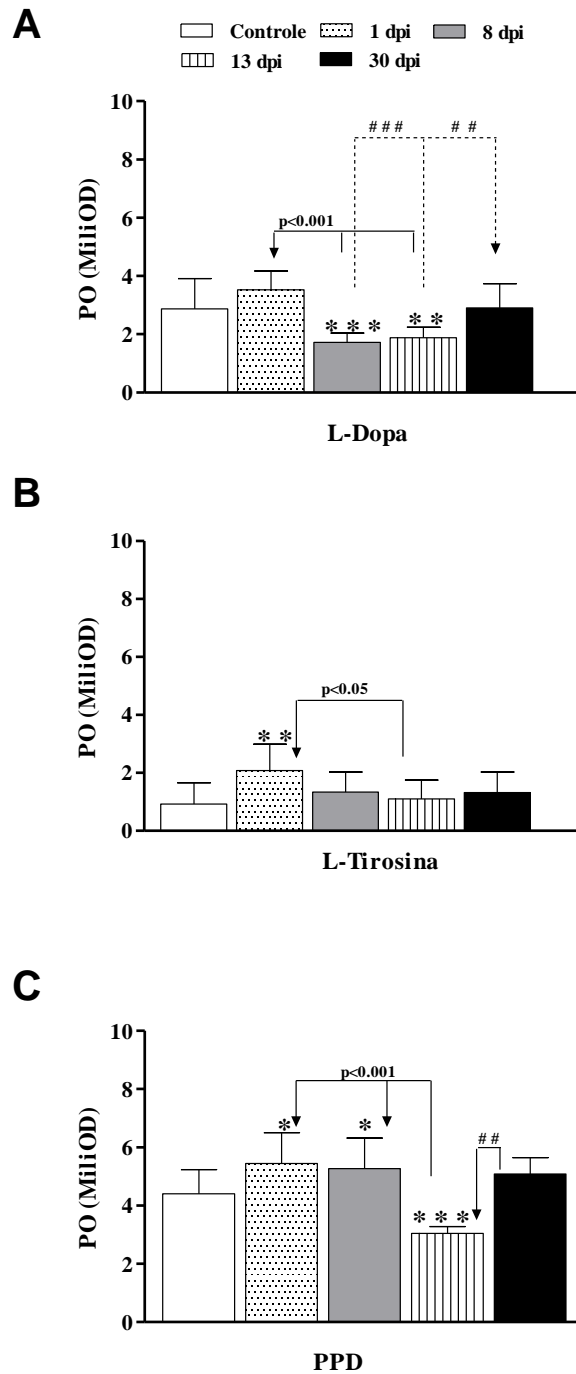 A
Controle 1 dpi 8 dpi
13 dpi 30 dpi
10
8
6
4
2
0
PO (MiliOD)
# # # # #
p<0.001
* * * * *
L-Dopa
B
10
8
6
4
2
0
PO (MiliOD)
p<0.05
* *
L-Tirosina
C
10
8
6
4
2
0
PO (MiliOD)
p<0.001
* *
# #
* * *
PPD